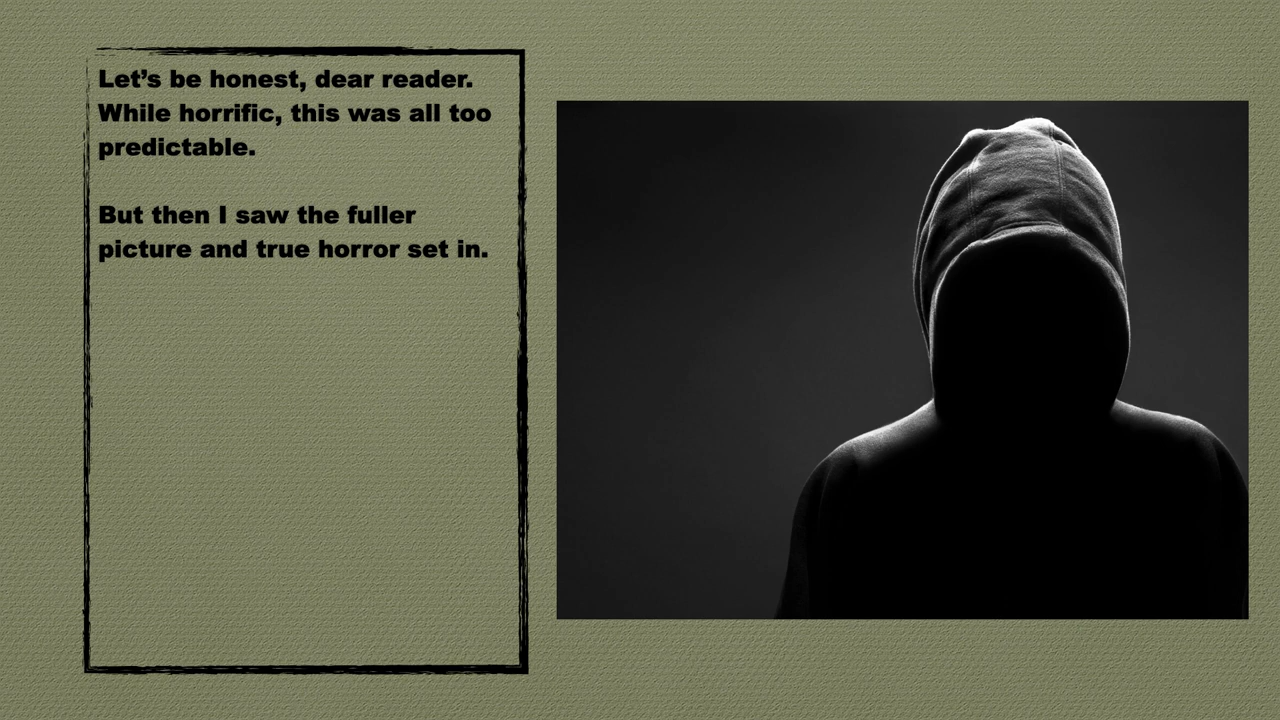 Let’s be honest, dear reader.
While horrific, this was all too
predictable.
But then I saw the fuller
picture and true horror set in.